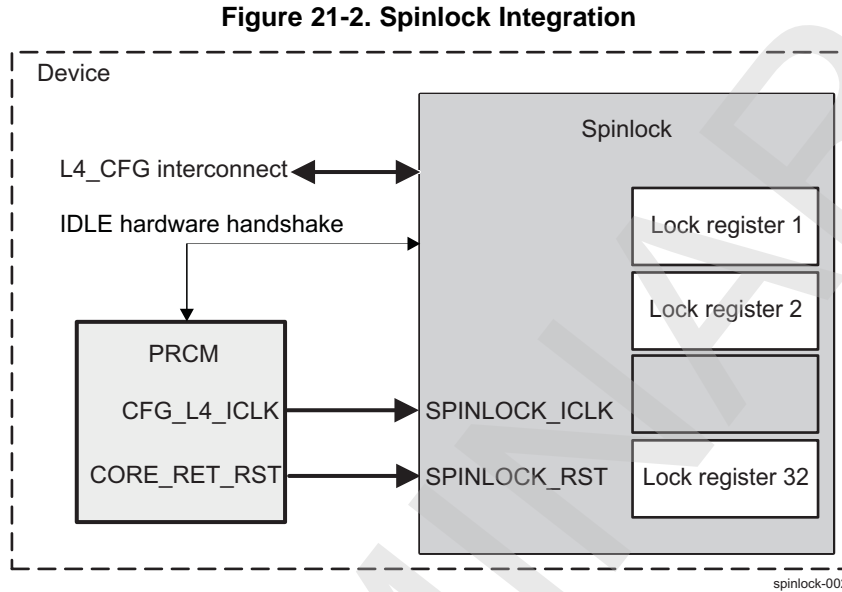 Figure 21-2. Spinlock Integration
Device
Spinlock
L4_CFG interconnect
IDLE hardware handshake
Lock register 1
Lock register 2
PRCM
CFG_L4_ICLK
SPINLOCK_ICLK
CORE_RET_RST
SPINLOCK_RST
Lock register 32